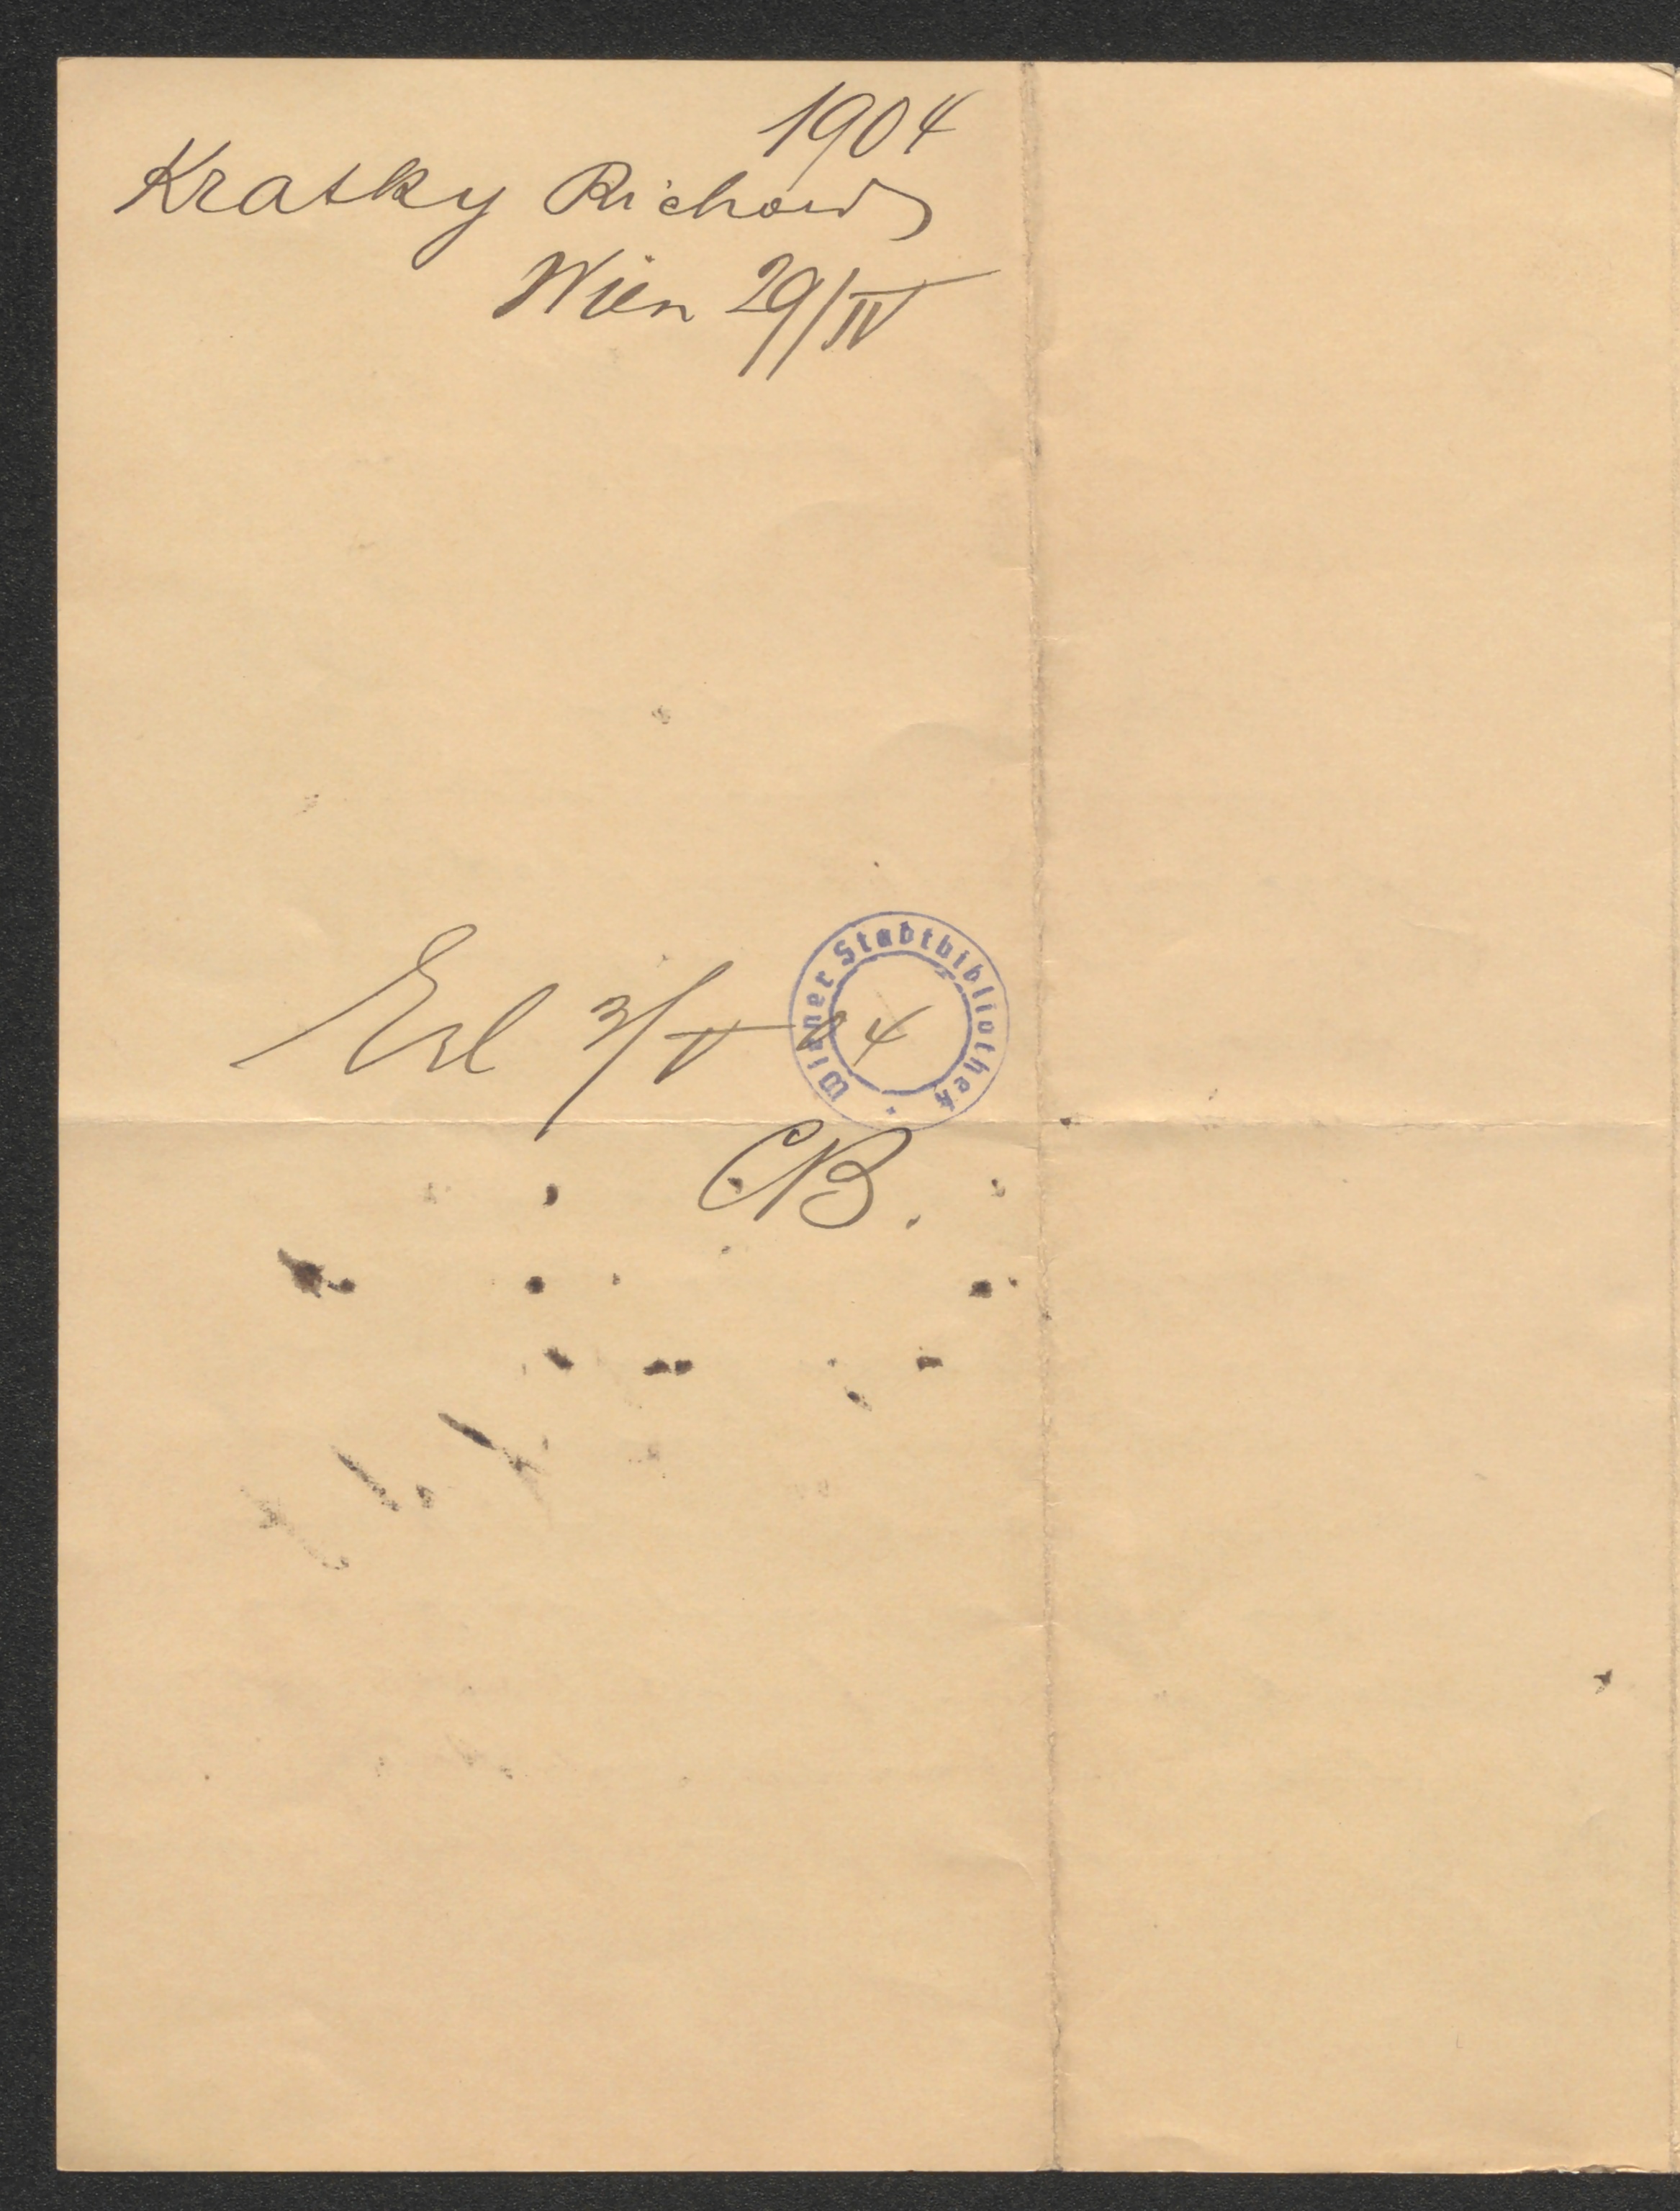 1904
Kratky Richard
Wien 29/IV
Erl 3/V 04
Wiener Stadtbibliothek
CB.